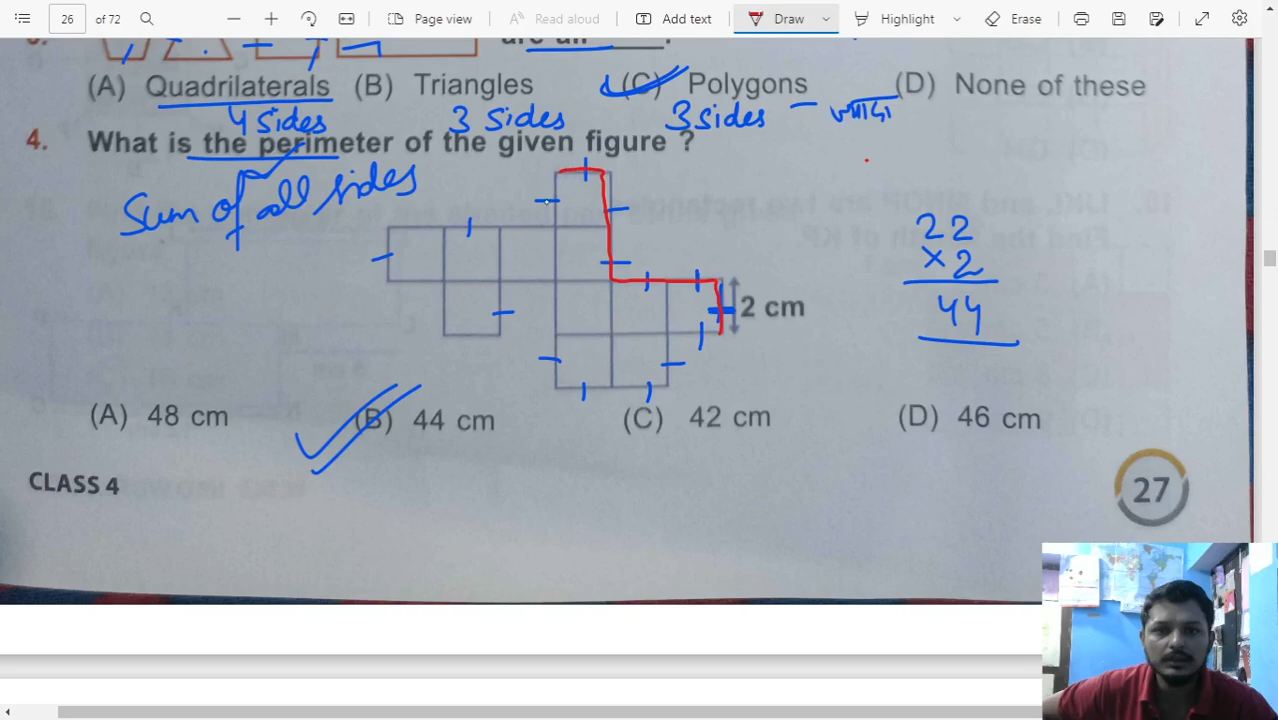 26 of 72 Page view Read aloud Add text Draw Highlight Erase
are all
(A) Quadrilaterals (B) Triangles (C) Polygons (D) None of these
4 Sides 3 Sides 3 sides -
4. What is the perimeter of the given figure ?
Sum of all sides
22
× 2
44
2 cm
(A) 48 cm (B) 44 cm (C) 42 cm (D) 46 cm
CLASS 4
27